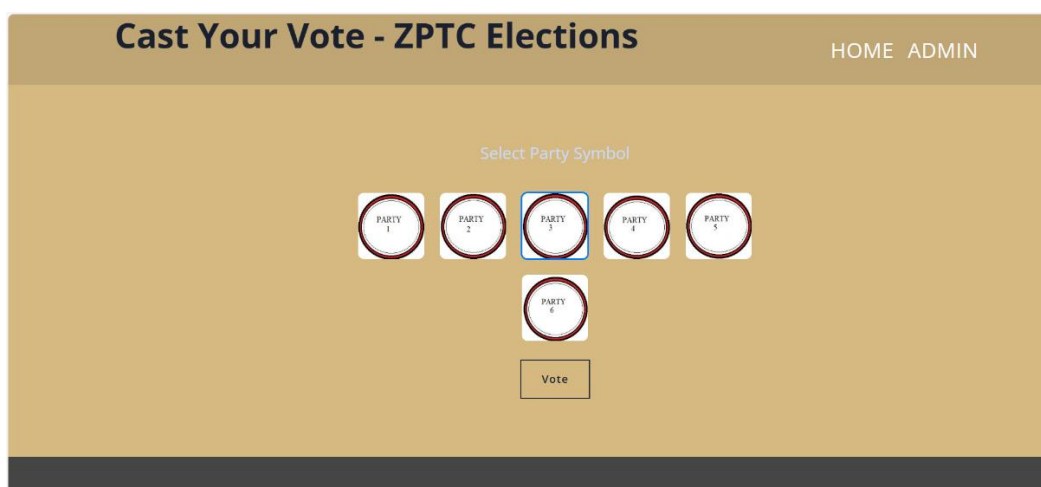 Cast Your Vote - ZPTC Elections
HOME ADMIN
Select Party Symbol
PARTY
1
PARTY
2
PARTY
3
PARTY
4
PARTY
5
PARTY
6
Vote